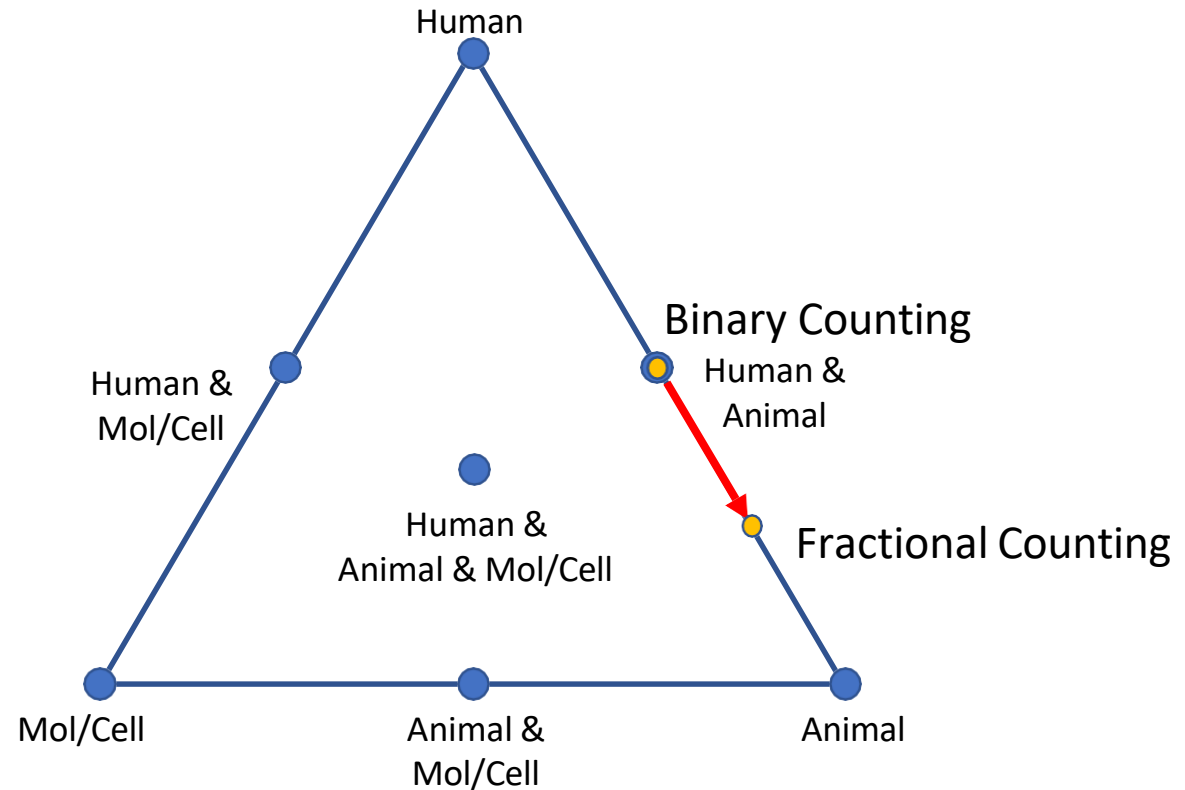 Human
Binary Counting
Human &
Animal
Human &
Mol/Cell
Human &
Animal & Mol/Cell
Fractional Counting
Mol/Cell
Animal &
Mol/Cell
Animal